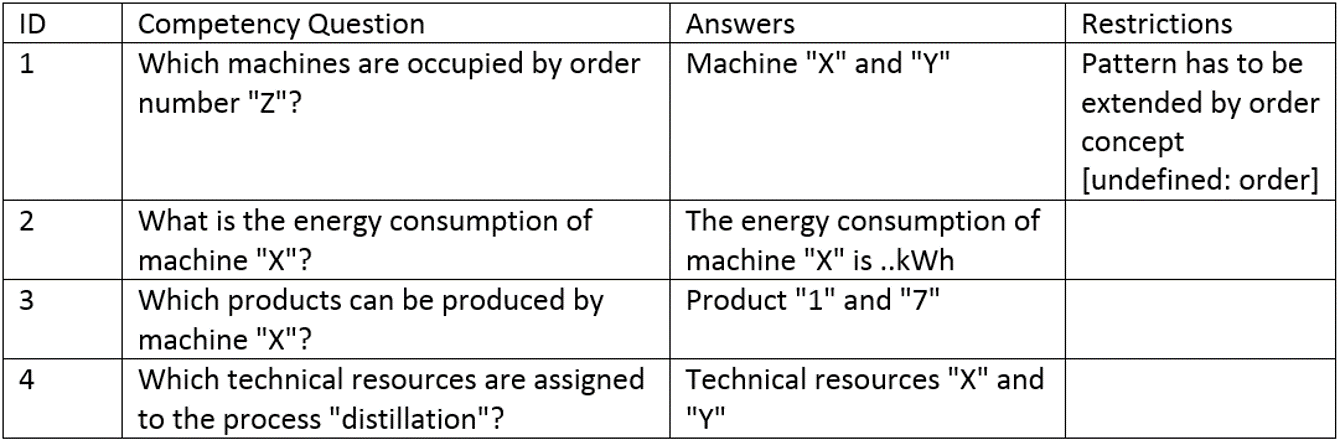 ID Competency Question Answers Restrictions
1 Which machines are occupied by order Machine "X" and "Y" Pattern has to be
number "Z"? extended by order
concept
[undefined: order]
2 What is the energy consumption of The energy consumption of
machine "X"? machine "X" is ..kWh
3 Which products can be produced by Product "1" and "7"
machine "X"?
4 Which technical resources are assigned Technical resources "X" and
to the process "distillation"? "Y"